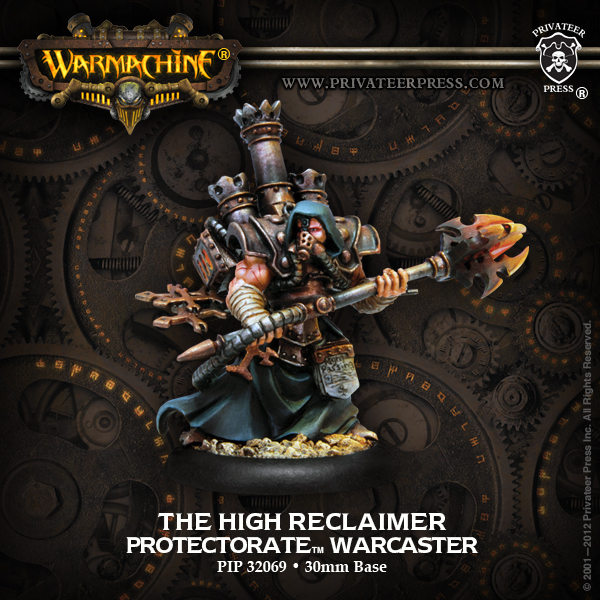 WARMACHINE®
PRIVATEER
PRESS ®
WWW.PRIVATEERPRESS.COM
© 2001–2012 Privateer Press Inc. All Rights Reserved.
THE HIGH RECLAIMER
PROTECTORATE™ WARCASTER
PIP 32069 • 30mm Base